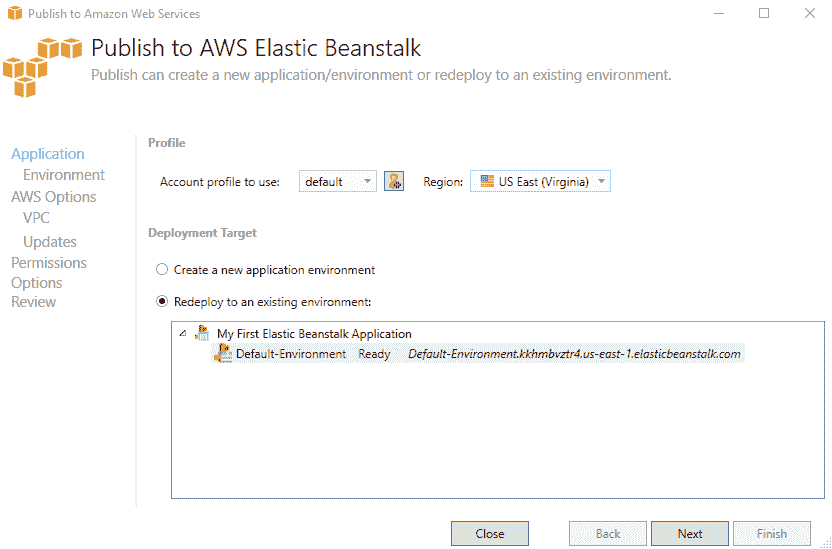 Publish to Amazon Web Services
Publish to AWS Elastic Beanstalk
Publish can create a new application/environment or redeploy to an existing environment.
Application
Environment
AWS Options
VPC
Updates
Permissions
Options
Review
Profile
Account profile to use: default Region: US East (Virginia)
Deployment Target
Create a new application environment
Redeploy to an existing environment:
My First Elastic Beanstalk Application
Default-Environment Ready Default-Environment.kkhmbvztr4.us-east-1.elasticbeanstalk.com
Close Back Next Finish